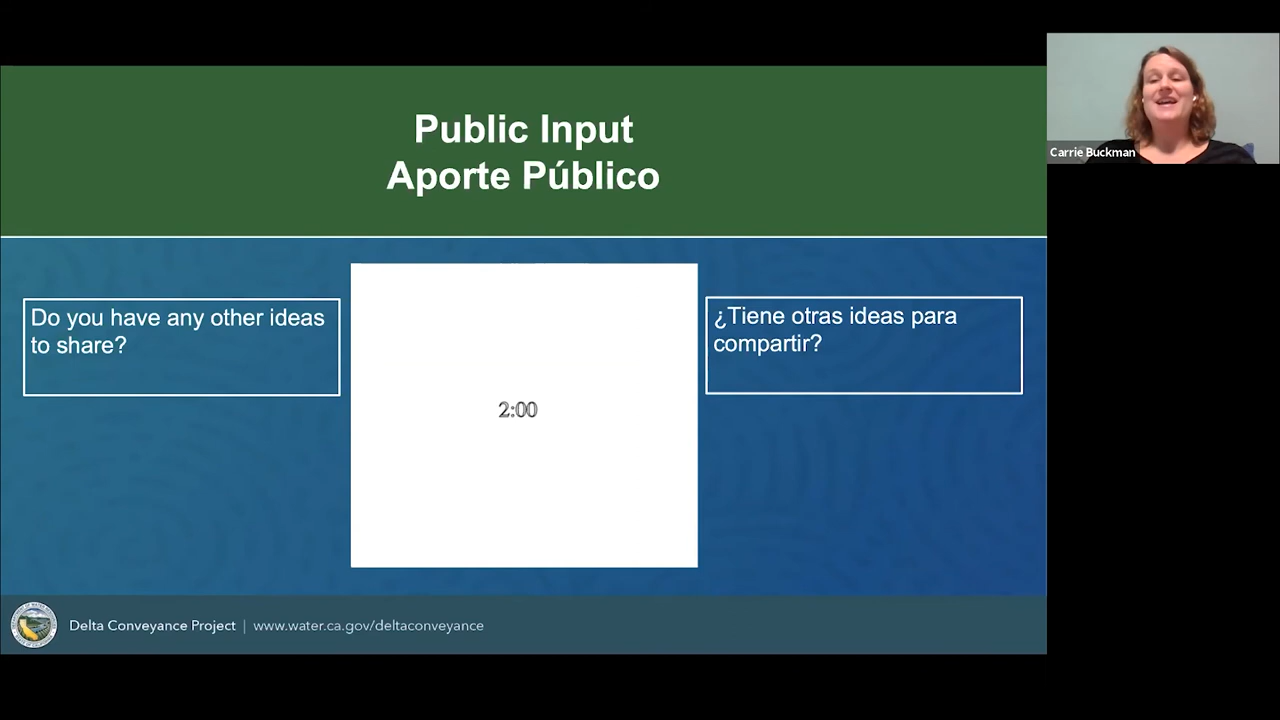 Public Input
Aporte Público
Carrie Buckman
Do you have any other ideas
to share?
2:00
¿Tiene otras ideas para
compartir?
Delta Conveyance Project | www.water.ca.gov/deltaconveyance